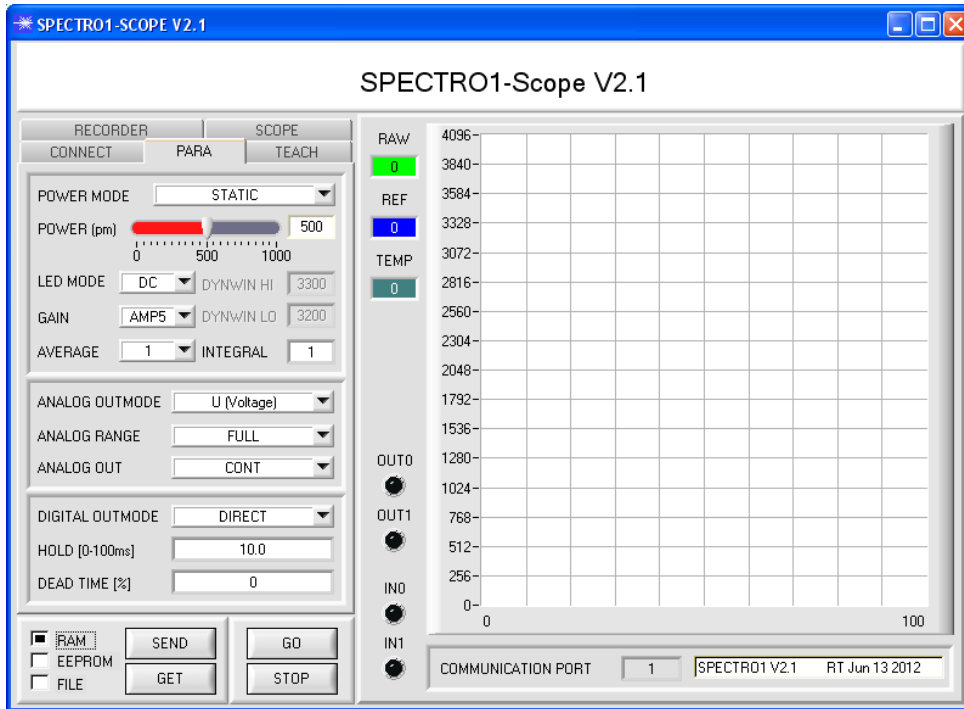 SPECTRO1-SCOPE V2.1
SPECTRO1-Scope V2.1
RECORDER SCOPE
CONNECT PARA TEACH
POWER MODE STATIC
POWER (pm) 500
0 500 1000
LED MODE DC DYNWIN HI 3300
GAIN AMP5 DYNWIN LO 3200
AVERAGE 1 INTEGRAL 1
ANALOG OUTMODE U (Voltage)
ANALOG RANGE FULL
ANALOG OUT CONT
DIGITAL OUTMODE DIRECT
HOLD [0-100ms] 10.0
DEAD TIME [%] 0
RAM
EEPROM
FILE
SEND
GET
GO
STOP
RAW
0
REF
0
TEMP
0
OUT0
OUT1
IN0
IN1
4096
3840
3584
3328
3072
2816
2560
2304
2048
1792
1536
1280
1024
768
512
256
0
0 100
COMMUNICATION PORT 1 SPECTRO1 V2.1 RT Jun 13 2012